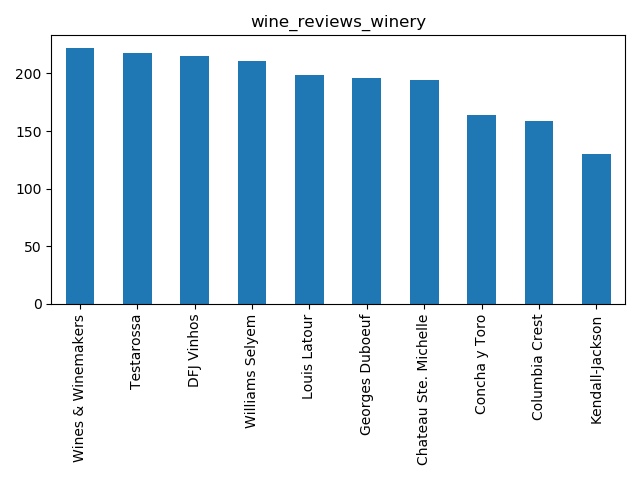 wine_reviews_winery
200
150
100
50
0
Wines & Winemakers
Testarossa
DFJ Vinhos
Williams Selyem
Louis Latour
Georges Duboeuf
Chateau Ste. Michelle
Concha y Toro
Columbia Crest
Kendall-Jackson